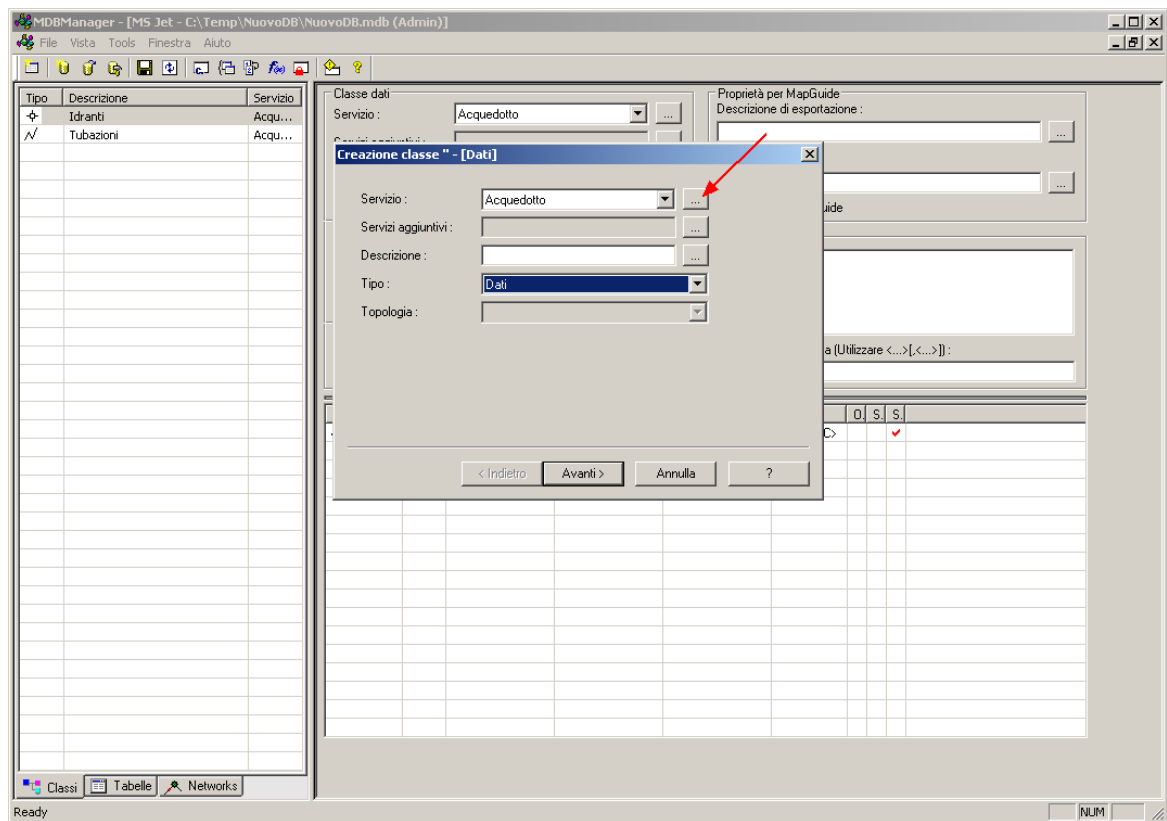 MDBManager - [MS Jet - C:\Temp\NuovoDB\NuovoDB.mdb (Admin)]
File Vista Tools Finestra Aiuto
Tipo Descrizione Servizio
Idranti Acqu...
Tubazioni Acqu...
Classe dati
Servizio : Acquedotto ...
Servizi aggiuntivi :
Proprietà per MapGuide
Descrizione di esportazione :
...
...
uide
a (Utilizzare <...>[,<...>]) :
O. S. S.
C>
Creazione classe '' - [Dati]
Servizio : Acquedotto ...
Servizi aggiuntivi : ...
Descrizione : ...
Tipo : Dati
Topologia :
< Indietro Avanti > Annulla ?
Classi Tabelle Networks
Ready NUM